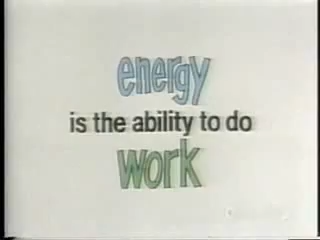 energy
is the ability to do
work